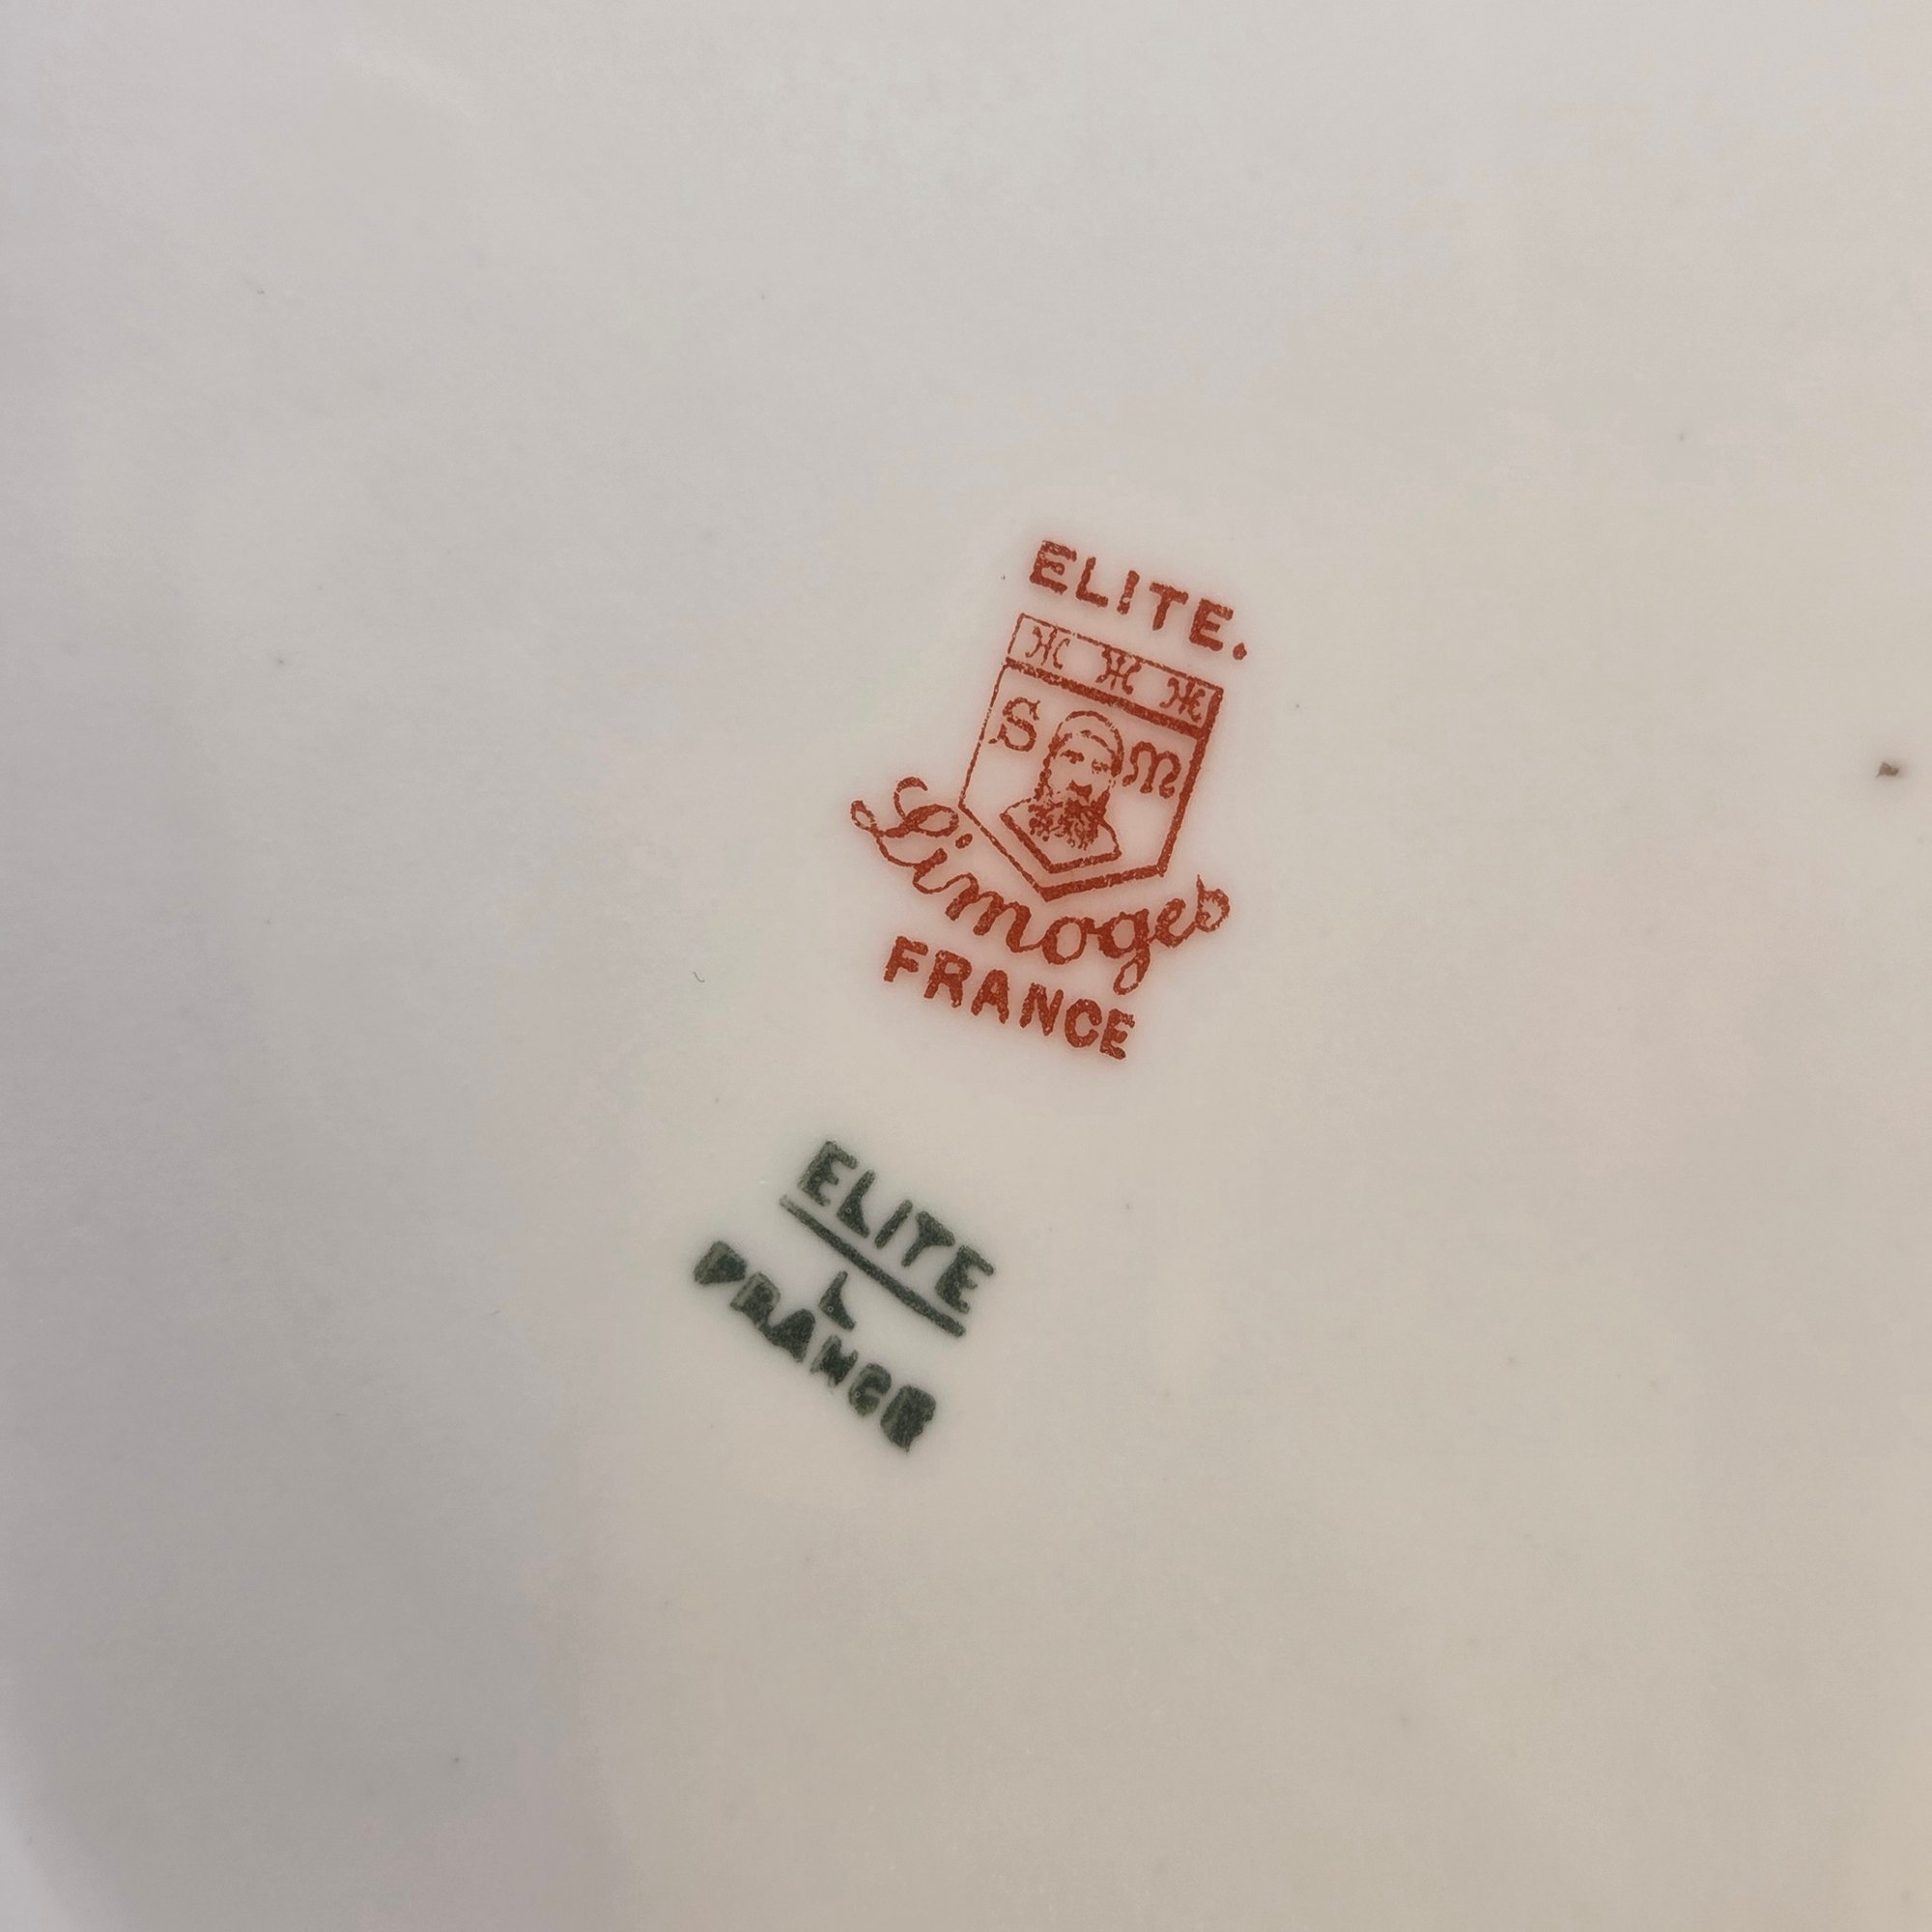 ELITE.
S M
Limoges
FRANCE
ELITE
L
FRANCE